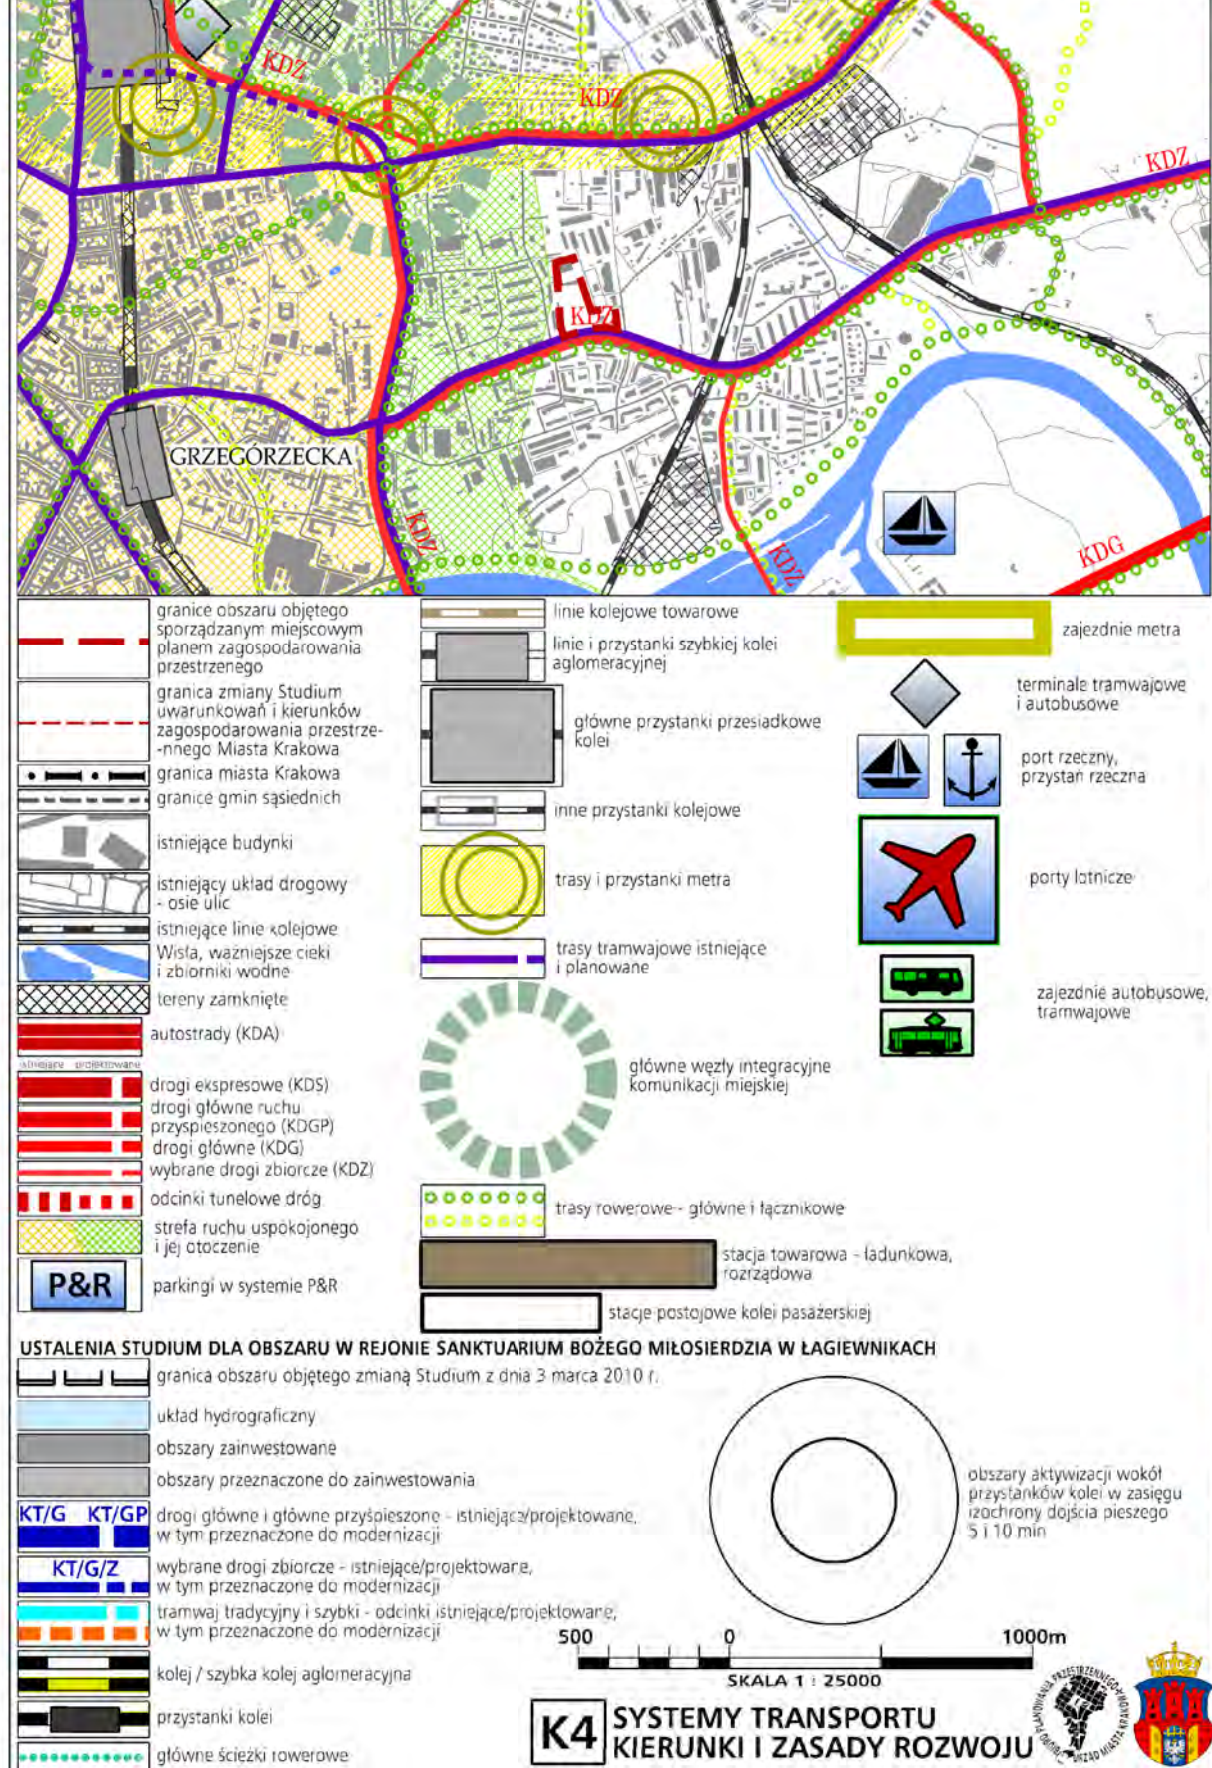 KDZ
KDZ
KDZ
KDZ
GRZEGÓRZECKA
KDZ
KDZ
KDG
granice obszaru objętego
sporządzanym miejscowym
planem zagospodarowania
przestrzenego
granica zmiany Studium
uwarunkowań i kierunków
zagospodarowania przestrze-
-nnego Miasta Krakowa
granica miasta Krakowa
granice gmin sąsiednich
istniejące budynki
istniejący układ drogowy
- osie ulic
istniejące linie kolejowe
Wisła, ważniejsze cieki
i zbiorniki wodne
tereny zamknięte
autostrady (KDA)
istniejące projektowane
drogi ekspresowe (KDS)
drogi główne ruchu
przyspieszonego (KDGP)
drogi główne (KDG)
wybrane drogi zbiorcze (KDZ)
odcinki tunelowe dróg
strefa ruchu uspokojonego
i jej otoczenie
P&R
parkingi w systemie P&R
linie kolejowe towarowe
linie i przystanki szybkiej kolei
aglomeracyjnej
główne przystanki przesiadkowe
kolei
inne przystanki kolejowe
trasy i przystanki metra
trasy tramwajowe istniejące
i planowane
główne węzły integracyjne
komunikacji miejskiej
trasy rowerowe - główne i łącznikowe
stacja towarowa - ładunkowa,
rozrządowa
stacje postojowe kolei pasażerskiej
zajezdnie metra
terminale tramwajowe
i autobusowe
port rzeczny,
przystań rzeczna
porty lotnicze
zajezdnie autobusowe,
tramwajowe
USTALENIA STUDIUM DLA OBSZARU W REJONIE SANKTUARIUM BOŻEGO MIŁOSIERDZIA W ŁAGIEWNIKACH
granica obszaru objętego zmianą Studium z dnia 3 marca 2010 r.
układ hydrograficzny
obszary zainwestowane
obszary przeznaczone do zainwestowania
KT/G KT/GP
drogi główne i główne przyśpieszone - istniejące/projektowane,
w tym przeznaczone do modernizacji
KT/G/Z
wybrane drogi zbiorcze - istniejące/projektowane,
w tym przeznaczone do modernizacji
tramwaj tradycyjny i szybki - odcinki istniejące/projektowane,
w tym przeznaczone do modernizacji
kolej / szybka kolej aglomeracyjna
przystanki kolei
główne ścieżki rowerowe
obszary aktywizacji wokół
przystanków kolei w zasięgu
izochrony dojścia pieszego
5 i 10 min
500 0 1000m
SKALA 1 : 25000
K4
SYSTEMY TRANSPORTU
KIERUNKI I ZASADY ROZWOJU